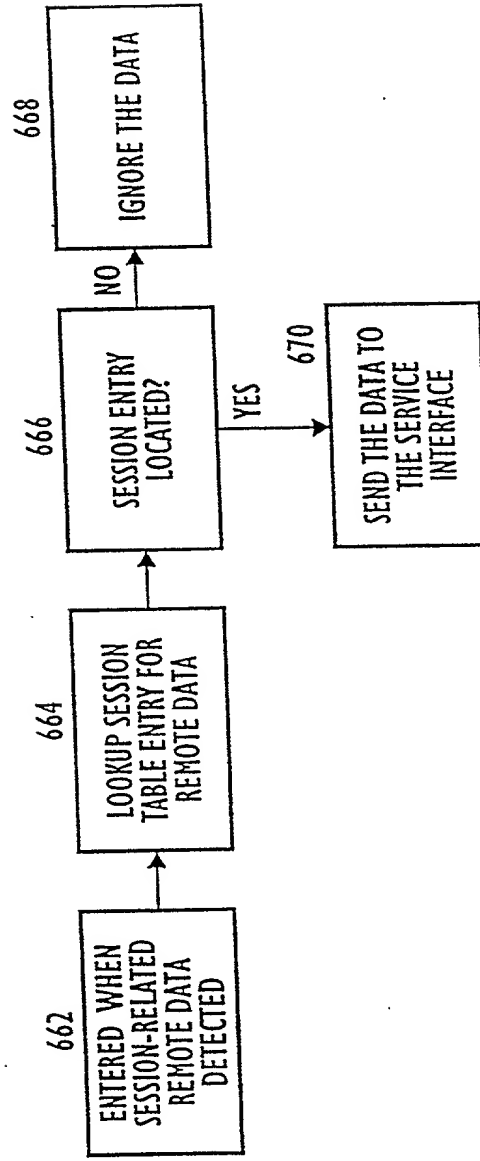 662
ENTERED WHEN
SESSION-RELATED
REMOTE DATA
DETECTED
664
LOOKUP SESSION
TABLE ENTRY FOR
REMOTE DATA
666
SESSION ENTRY
LOCATED?
NO
668
IGNORE THE DATA
YES
670
SEND THE DATA TO
THE SERVICE
INTERFACE